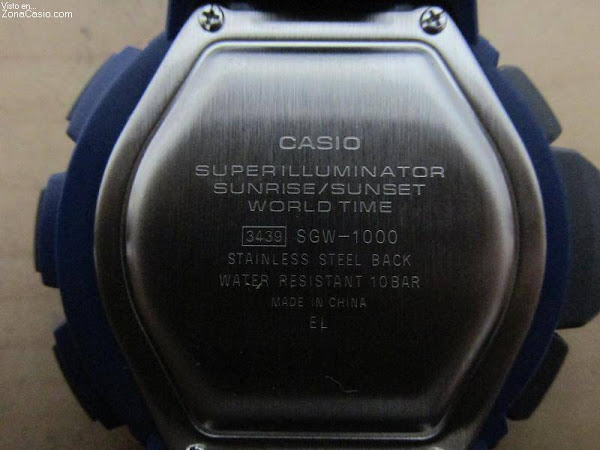 Visto en...
ZonaCasio.com
CASIO
SUPERILLUMINATOR
SUNRISE/SUNSET
WORLD TIME
3439 SGW-1000
STAINLESS STEEL BACK
WATER RESISTANT 10BAR
MADE IN CHINA
EL